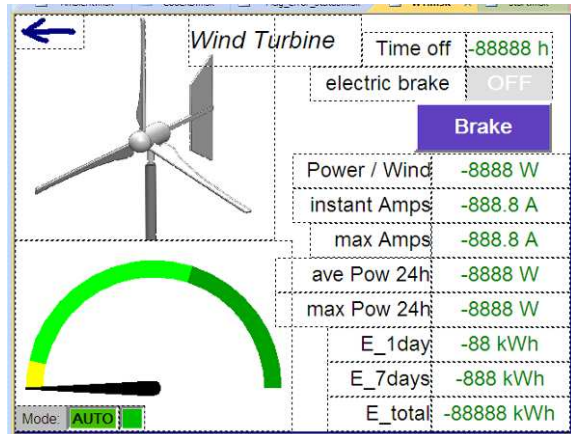 Wind Turbine
Time off -88888 h
electric brake OFF
Brake
Power / Wind -8888 W
instant Amps -888.8 A
max Amps -888.8 A
ave Pow 24h -8888 W
max Pow 24h -8888 W
E_1day -88 kWh
E_7days -888 kWh
E_total -88888 kWh
Mode: AUTO